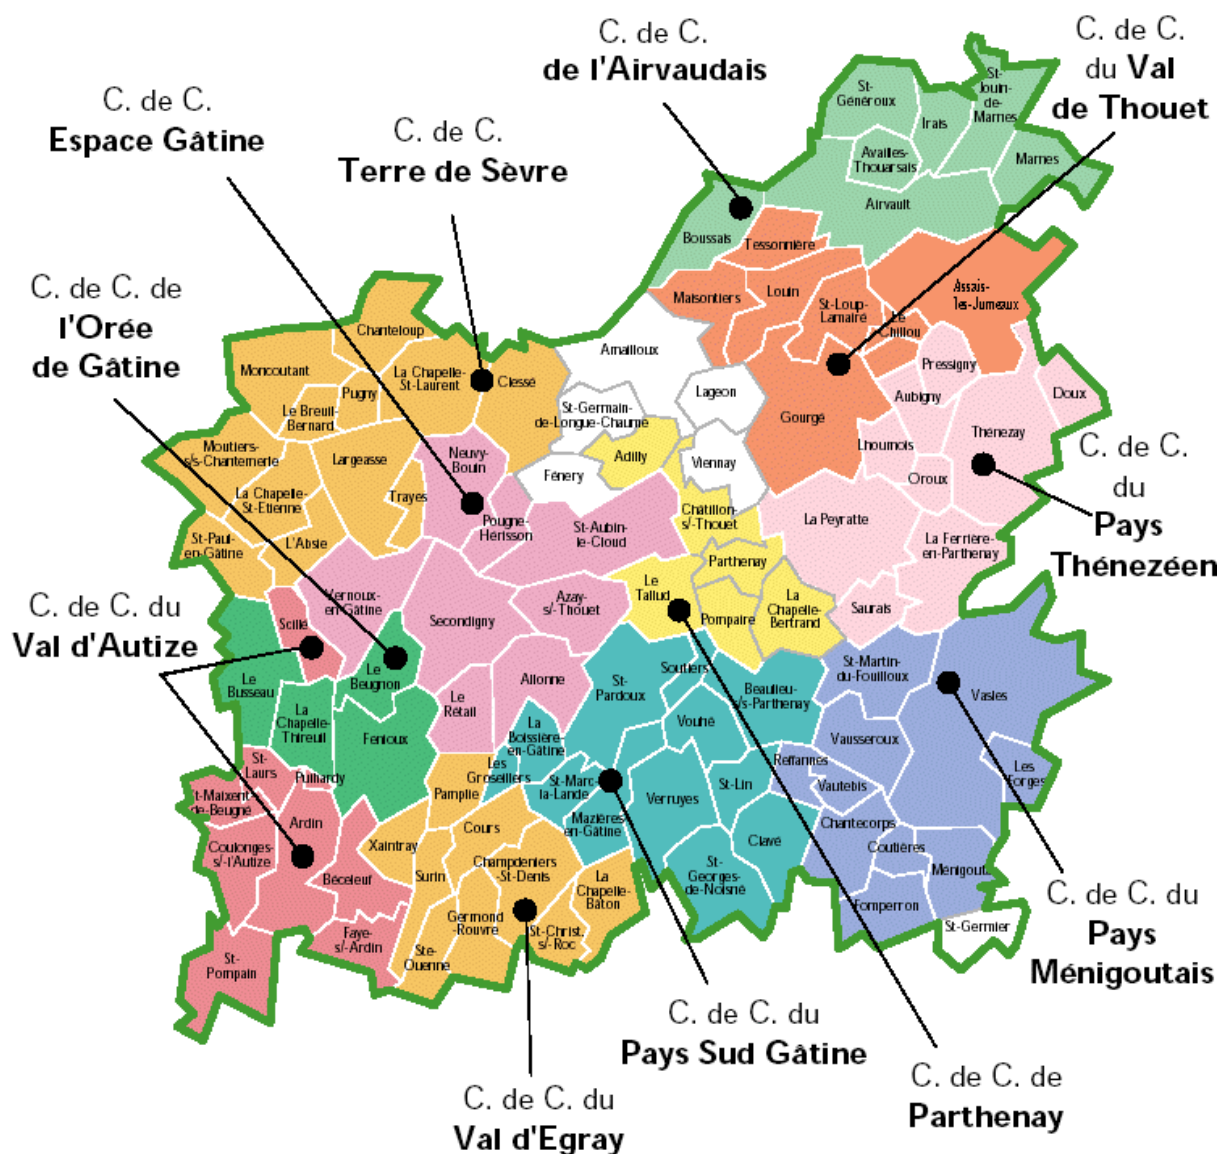 C. de C.
de l'Airvaudais
C. de C.
du Val
de Thouet
C. de C.
Espace Gâtine
C. de C.
Terre de Sèvre
C. de C. de
l'Orée
de Gâtine
C. de C.
du
Pays
Thénezéen
C. de C. du
Val d'Autize
C. de C. du
Pays
Ménigoutais
C. de C. du
Pays Sud Gâtine
C. de C. de
Parthenay
C. de C. du
Val d'Egray
St-
Généroux
Irais
St-
Jouin-
de-
Marnes
Availles-
Thouarsais
Marnes
Airvault
Boussais
Tessonnière
Maisontiers
Louin
St-Loup-
Lamairé
Le
Chillou
Assais-
les-Jumeaux
Gourgé
Pressigny
Aubigny
Doux
Lhoumois
Thénezay
Oroux
La Peyratte
La Ferrière-
en-Parthenay
Saurais
Amailloux
Lageon
St-Germain-
de-Longue-Chaume
Adilly
Viennay
Fénery
Châtillon-
s/-Thouet
Parthenay
Le
Tallud
Pompaire
La
Chapelle-
Bertrand
Chanteloup
Moncoutant
La Chapelle-
St-Laurent
Clessé
Pugny
Le Breuil-
Bernard
Moutiers-
s/s-Chantemerle
Largeasse
La Chapelle-
St-Etienne
Trayes
St-Paul-
en-Gâtine
L'Absie
Neuvy-
Bouin
Pougne-
Hérisson
St-Aubin-
le-Cloud
Vernoux-
en-Gâtine
Secondigny
Azay-
s/-Thouet
Allonne
Le
Rétail
Scillé
Le
Busseau
Le
Beugnon
La
Chapelle-
Thireuil
Fenioux
Puihardy
St-
Laurs
St-Maixent-
de-Beugné
Ardin
Coulonges-
s/-l'Autize
Béceleuf
Faye-
s/-Ardin
St-
Pompain
Pamplie
Xaintray
Cours
Surin
Champdeniers
-St-Denis
Germond
-Rouvre
La
Chapelle-
Bâton
St-Christ.
s/-Roc
Ste-
Ouenne
Soutiers
St-
Pardoux
Beaulieu-
s/s-Parthenay
Vouhé
La
Boissière-
en-Gâtine
Les
Groseillers
St-Marc-
la-Lande
Mazières-
en-Gâtine
Verruyes
St-Lin
Clavé
St-
Georges-
de-Noisné
St-Martin-
du-Fouilloux
Vasles
Vausseroux
Reffannes
Vautebis
Les
Forges
Chantecorps
Coutières
Ménigoute
Fomperron
St-Germier